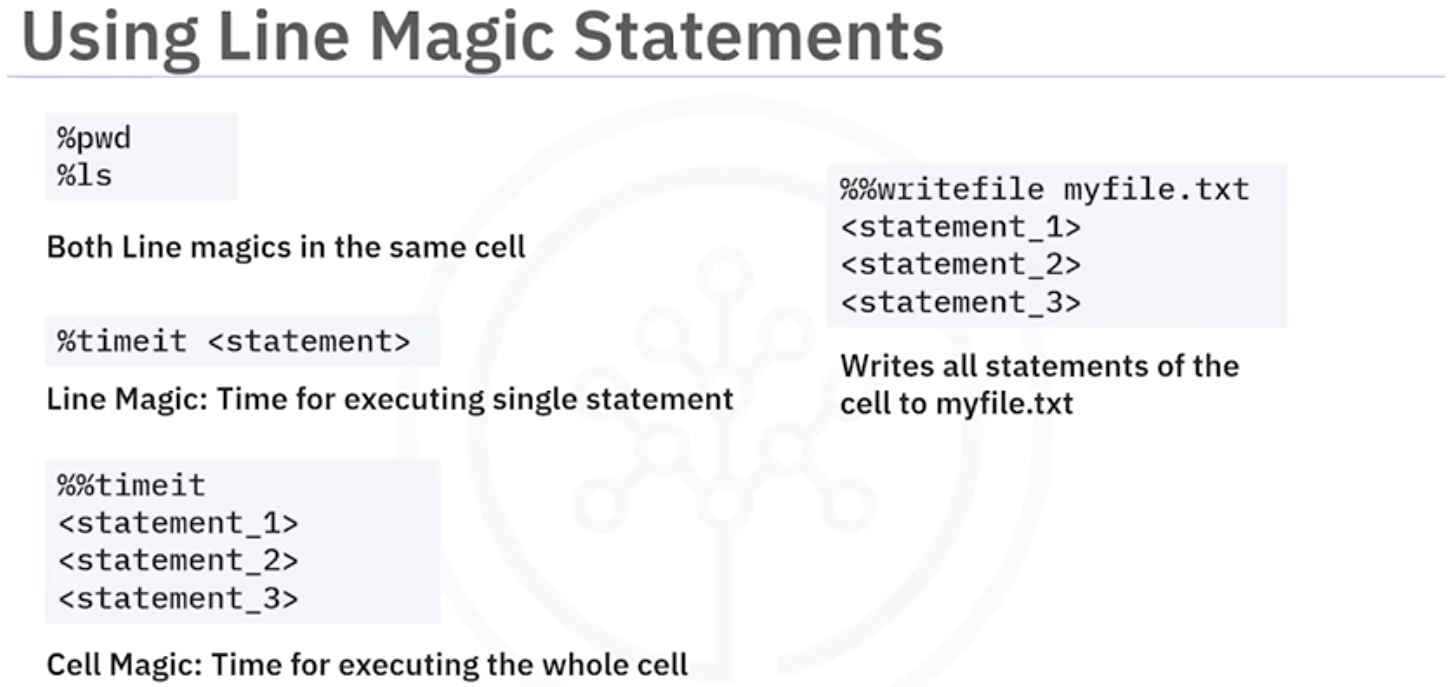 Using Line Magic Statements
%pwd
%ls
Both Line magics in the same cell
%timeit <statement>
Line Magic: Time for executing single statement
%%timeit
<statement_1>
<statement_2>
<statement_3>
Cell Magic: Time for executing the whole cell
%%writefile myfile.txt
<statement_1>
<statement_2>
<statement_3>
Writes all statements of the
cell to myfile.txt